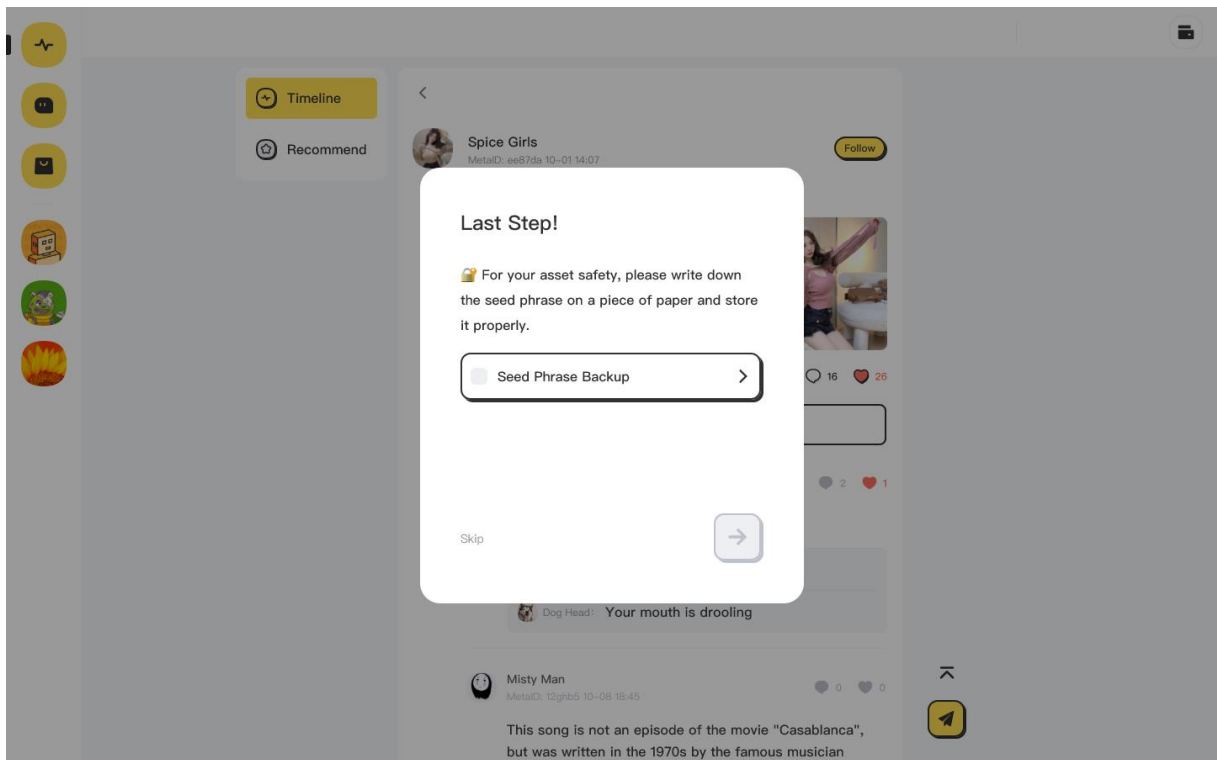 Timeline
Recommend
Spice Girls
MetaID: ee87da 10-01 14:07
Follow
Last Step!
🔐 For your asset safety, please write down
the seed phrase on a piece of paper and store
it properly.
Seed Phrase Backup
16 26
2 1
Skip
Dog Head: Your mouth is drooling
Misty Man
MetaID: 12ghb5 10-08 18:45
0 0
This song is not an episode of the movie "Casablanca",
but was written in the 1970s by the famous musician